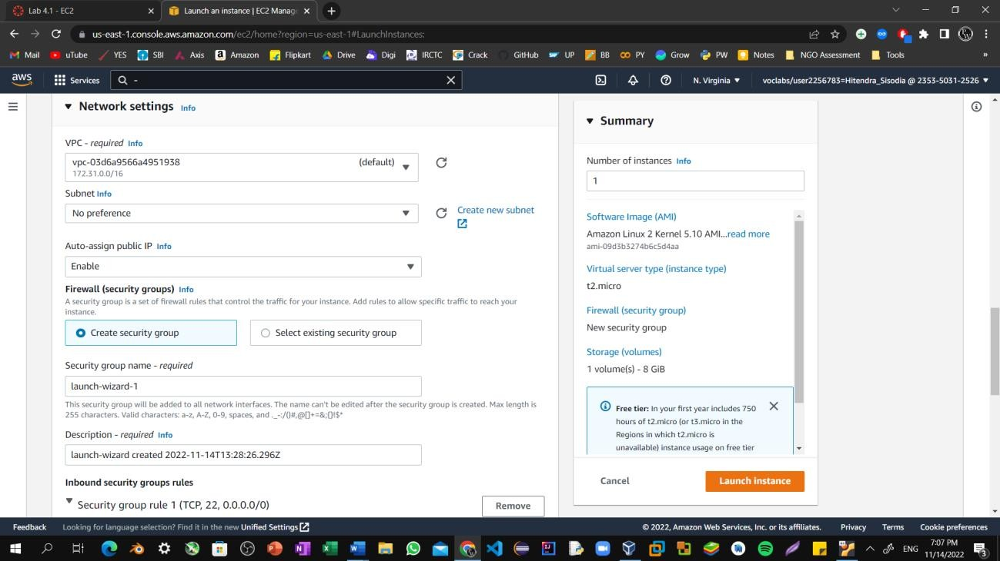 Lab 4.1 - EC2
Launch an instance | EC2 Manage
us-east-1.console.aws.amazon.com/ec2/home?region=us-east-1#LaunchInstances:
Mail uTube YES SBI Axis Amazon Flipkart Drive Digi IRCTC Crack GitHub UP BB PY Grow PW Notes NGO Assessment Tools »
aws Services - N. Virginia voclabs/user2256783=Hitendra_Sisodia @ 2353-5031-2526
Network settings Info
VPC - required Info
vpc-03d6a9566a4951938 (default)
172.31.0.0/16
Subnet Info
No preference
Create new subnet
Auto-assign public IP Info
Enable
Firewall (security groups) Info
A security group is a set of firewall rules that control the traffic for your instance. Add rules to allow specific traffic to reach your
instance.
Create security group
Select existing security group
Security group name - required
launch-wizard-1
This security group will be added to all network interfaces. The name can't be edited after the security group is created. Max length is
255 characters. Valid characters: a-z, A-Z, 0-9, spaces, and ._-:/()#,@[]+=&;{}!$*
Description - required Info
launch-wizard created 2022-11-14T13:28:26.296Z
Inbound security groups rules
Security group rule 1 (TCP, 22, 0.0.0.0/0)
Remove
Summary
Number of instances Info
1
Software Image (AMI)
Amazon Linux 2 Kernel 5.10 AMI...read more
ami-09d3b3274b6c5d4aa
Virtual server type (instance type)
t2.micro
Firewall (security group)
New security group
Storage (volumes)
1 volume(s) - 8 GiB
Free tier: In your first year includes 750
hours of t2.micro (or t3.micro in the
Regions in which t2.micro is
unavailable) instance usage on free tier
Cancel
Launch instance
Feedback Looking for language selection? Find it in the new Unified Settings © 2022, Amazon Web Services, Inc. or its affiliates. Privacy Terms Cookie preferences
ENG
7:07 PM
11/14/2022
3